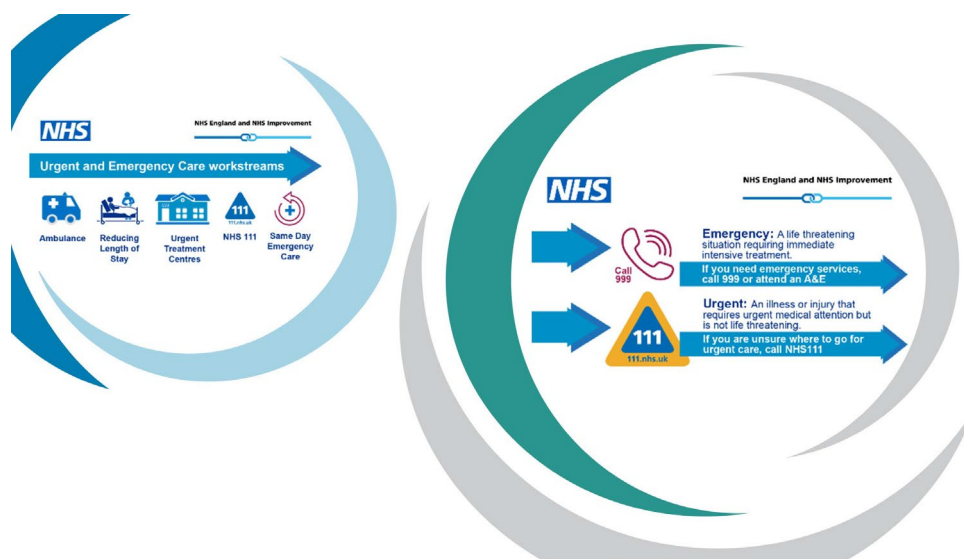 NHS
NHS England and NHS Improvement
Urgent and Emergency Care workstreams
Ambulance
Reducing
Length of
Stay
Urgent
Treatment
Centres
111
111.nhs.uk
NHS 111
Same Day
Emergency
Care
NHS
NHS England and NHS Improvement
Call
999
Emergency: A life threatening
situation requiring immediate
intensive treatment.
If you need emergency services,
call 999 or attend an A&E
111
111.nhs.uk
Urgent: An illness or injury that
requires urgent medical attention but
is not life threatening.
If you are unsure where to go for
urgent care, call NHS111